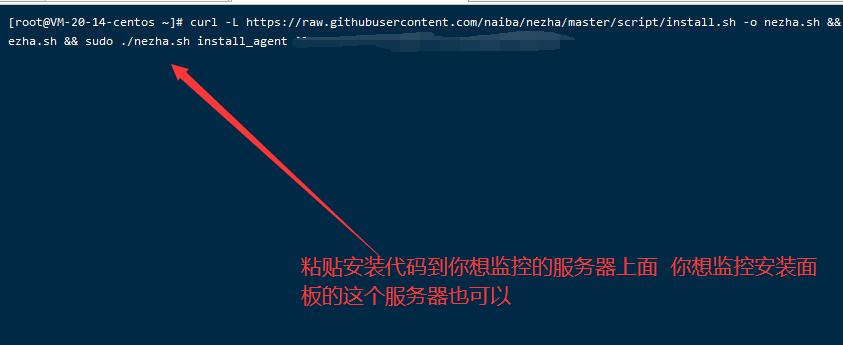 [root@VM-20-14-centos ~]# curl -L https://raw.githubusercontent.com/naiba/nezha/master/script/install.sh -o nezha.sh &&
ezha.sh && sudo ./nezha.sh install_agent
粘贴安装代码到你想监控的服务器上面 你想监控安装面
板的这个服务器也可以